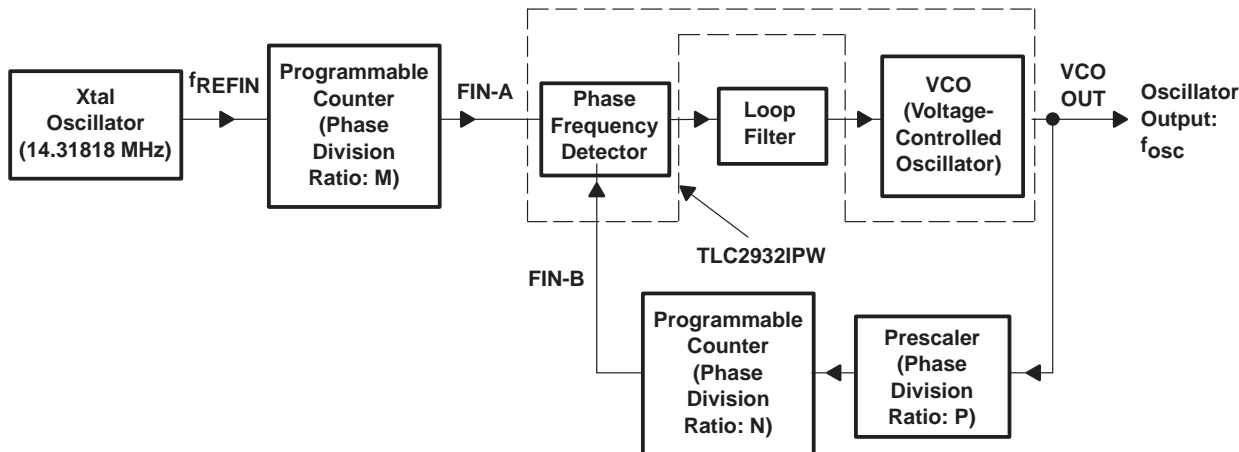 Xtal
Oscillator
(14.31818 MHz)
fREFIN
Programmable
Counter
(Phase
Division
Ratio: M)
FIN-A
Phase
Frequency
Detector
Loop
Filter
VCO
(Voltage-
Controlled
Oscillator)
VCO
OUT
Oscillator
Output:
fosc
TLC2932IPW
FIN-B
Programmable
Counter
(Phase
Division
Ratio: N)
Prescaler
(Phase
Division
Ratio: P)